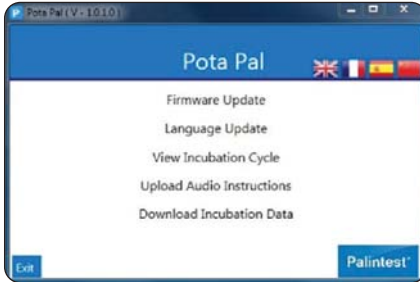 Pota Pal ( V - 1.0.1.0 )
Pota Pal
Firmware Update
Language Update
View Incubation Cycle
Upload Audio Instructions
Download Incubation Data
Exit
Palintest®